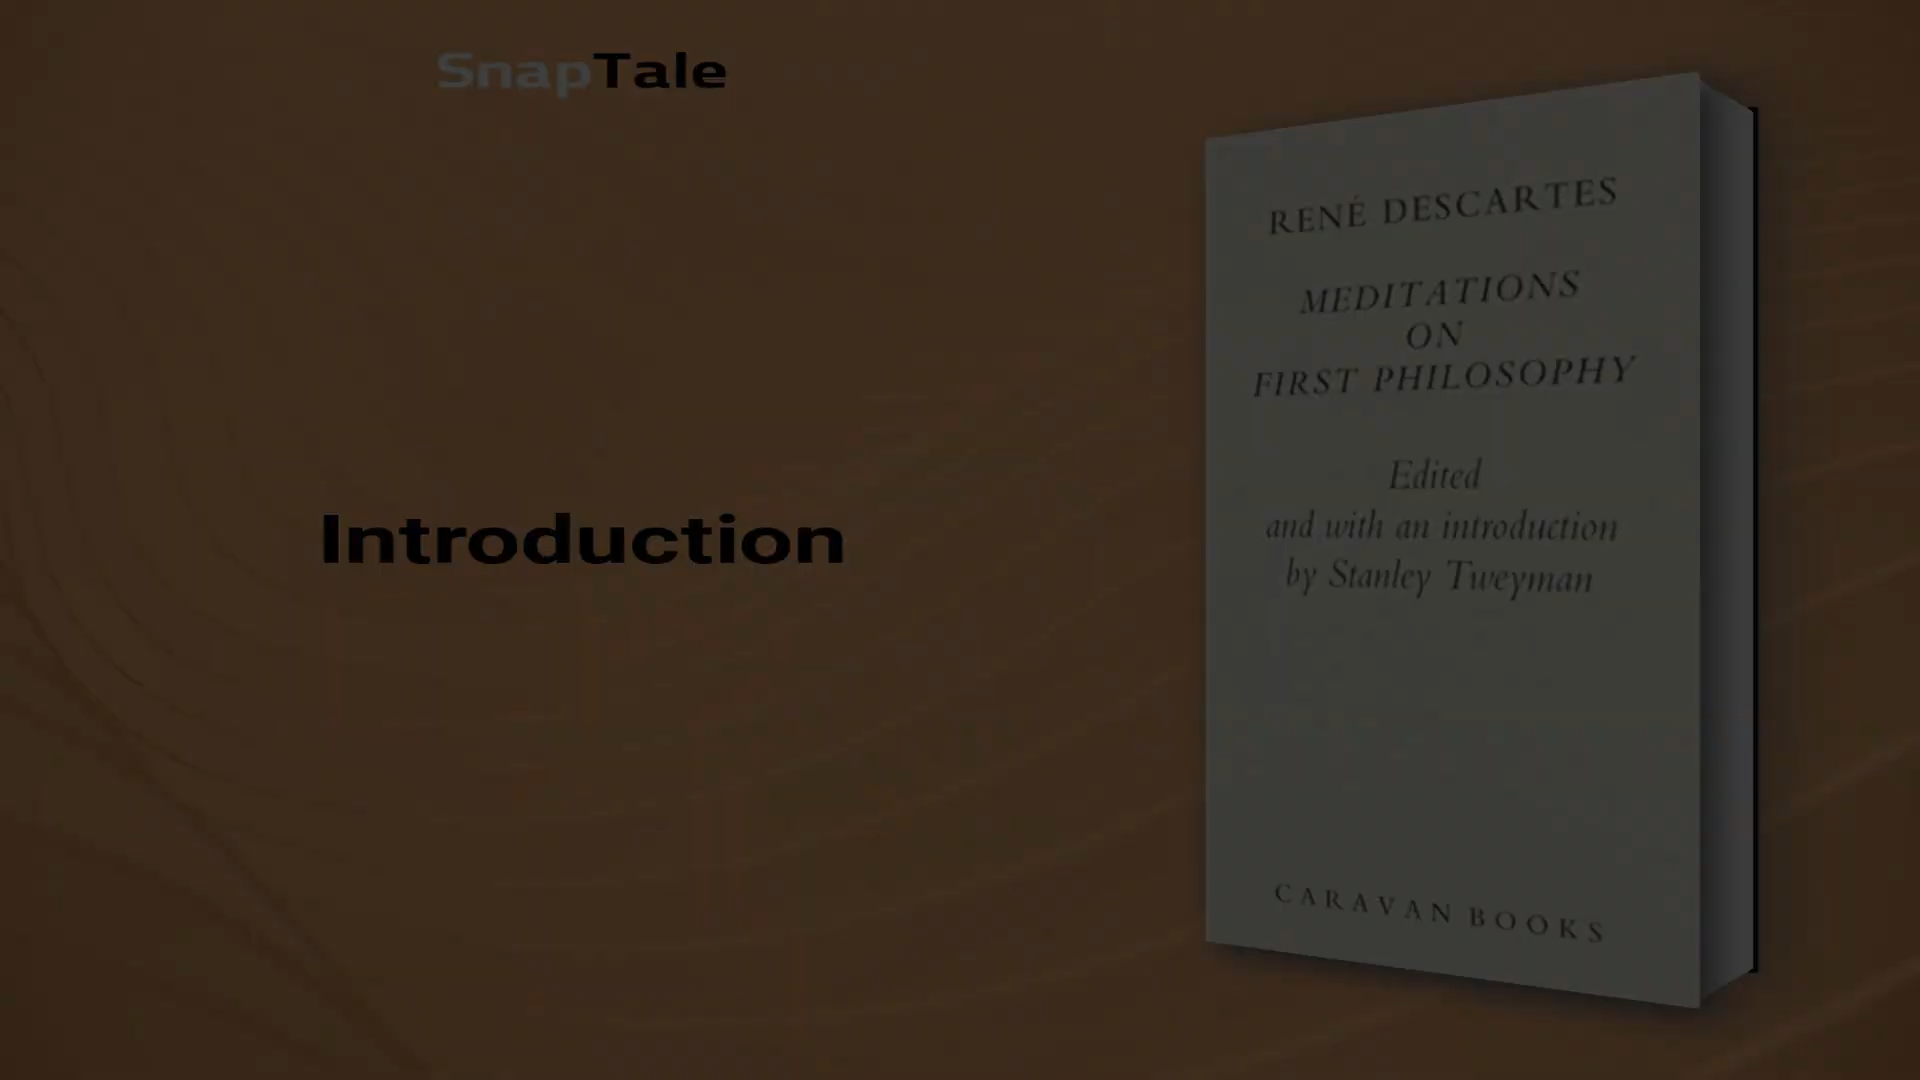 SnapTale
Introduction
RENÉ DESCARTES
MEDITATIONS
ON
FIRST PHILOSOPHY
Edited
and with an introduction
by Stanley Tweyman
CARAVAN BOOKS